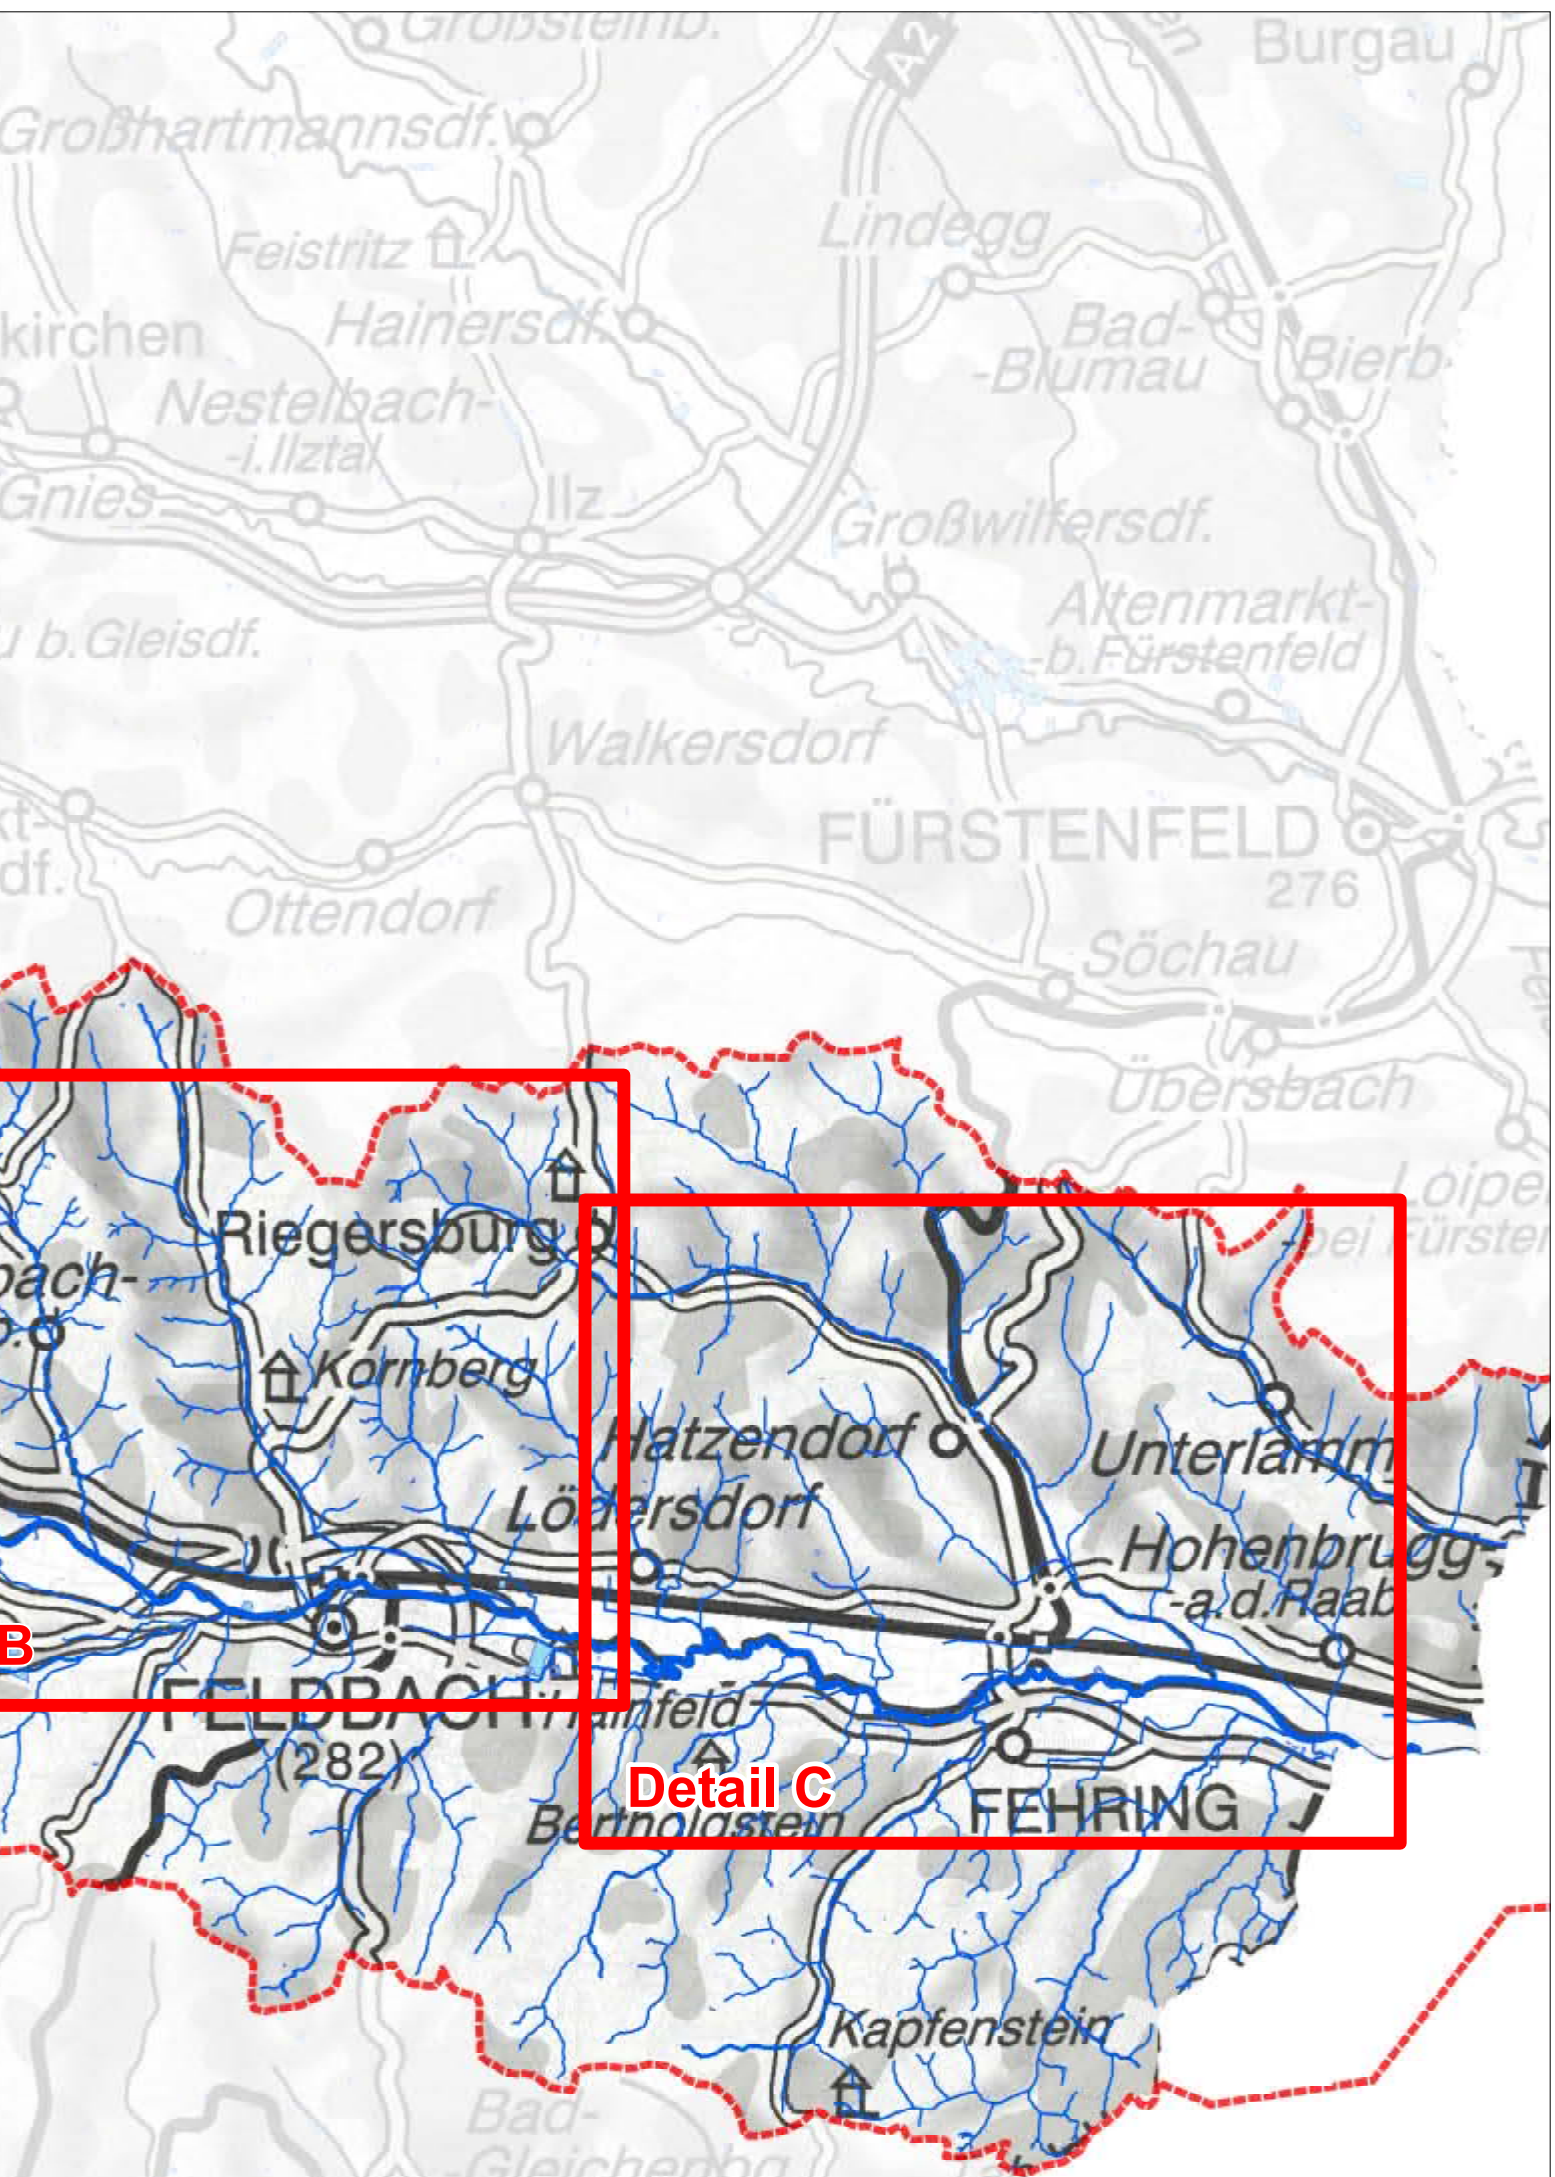 Großsteinb.
A2
Burgau
Großhartmannsdf.
Lindegg
Feistritz
Hainersdf.
Bad-
-Blumau
Bierb
kirchen
Nestelbach-
-i.Ilztal
Gnies
Ilz
Großwilfersdf.
Altenmarkt-
-b.Fürstenfeld
u b.Gleisdf.
Walkersdorf
FÜRSTENFELD
276
kt-
df.
Ottendorf
Söchau
Übersbach
Loipe
-bei Fürsten
Riegersburg
bach-
Kornberg
Hatzendorf
Unterlamm
Lödersdorf
Hohenbrugg-
-a.d.Raab
B
FELDBACH
(282)
Hainfeld
Detail C
Bertholdstein
FEHRING
Kapfenstein
Bad-
-Gleichenbg